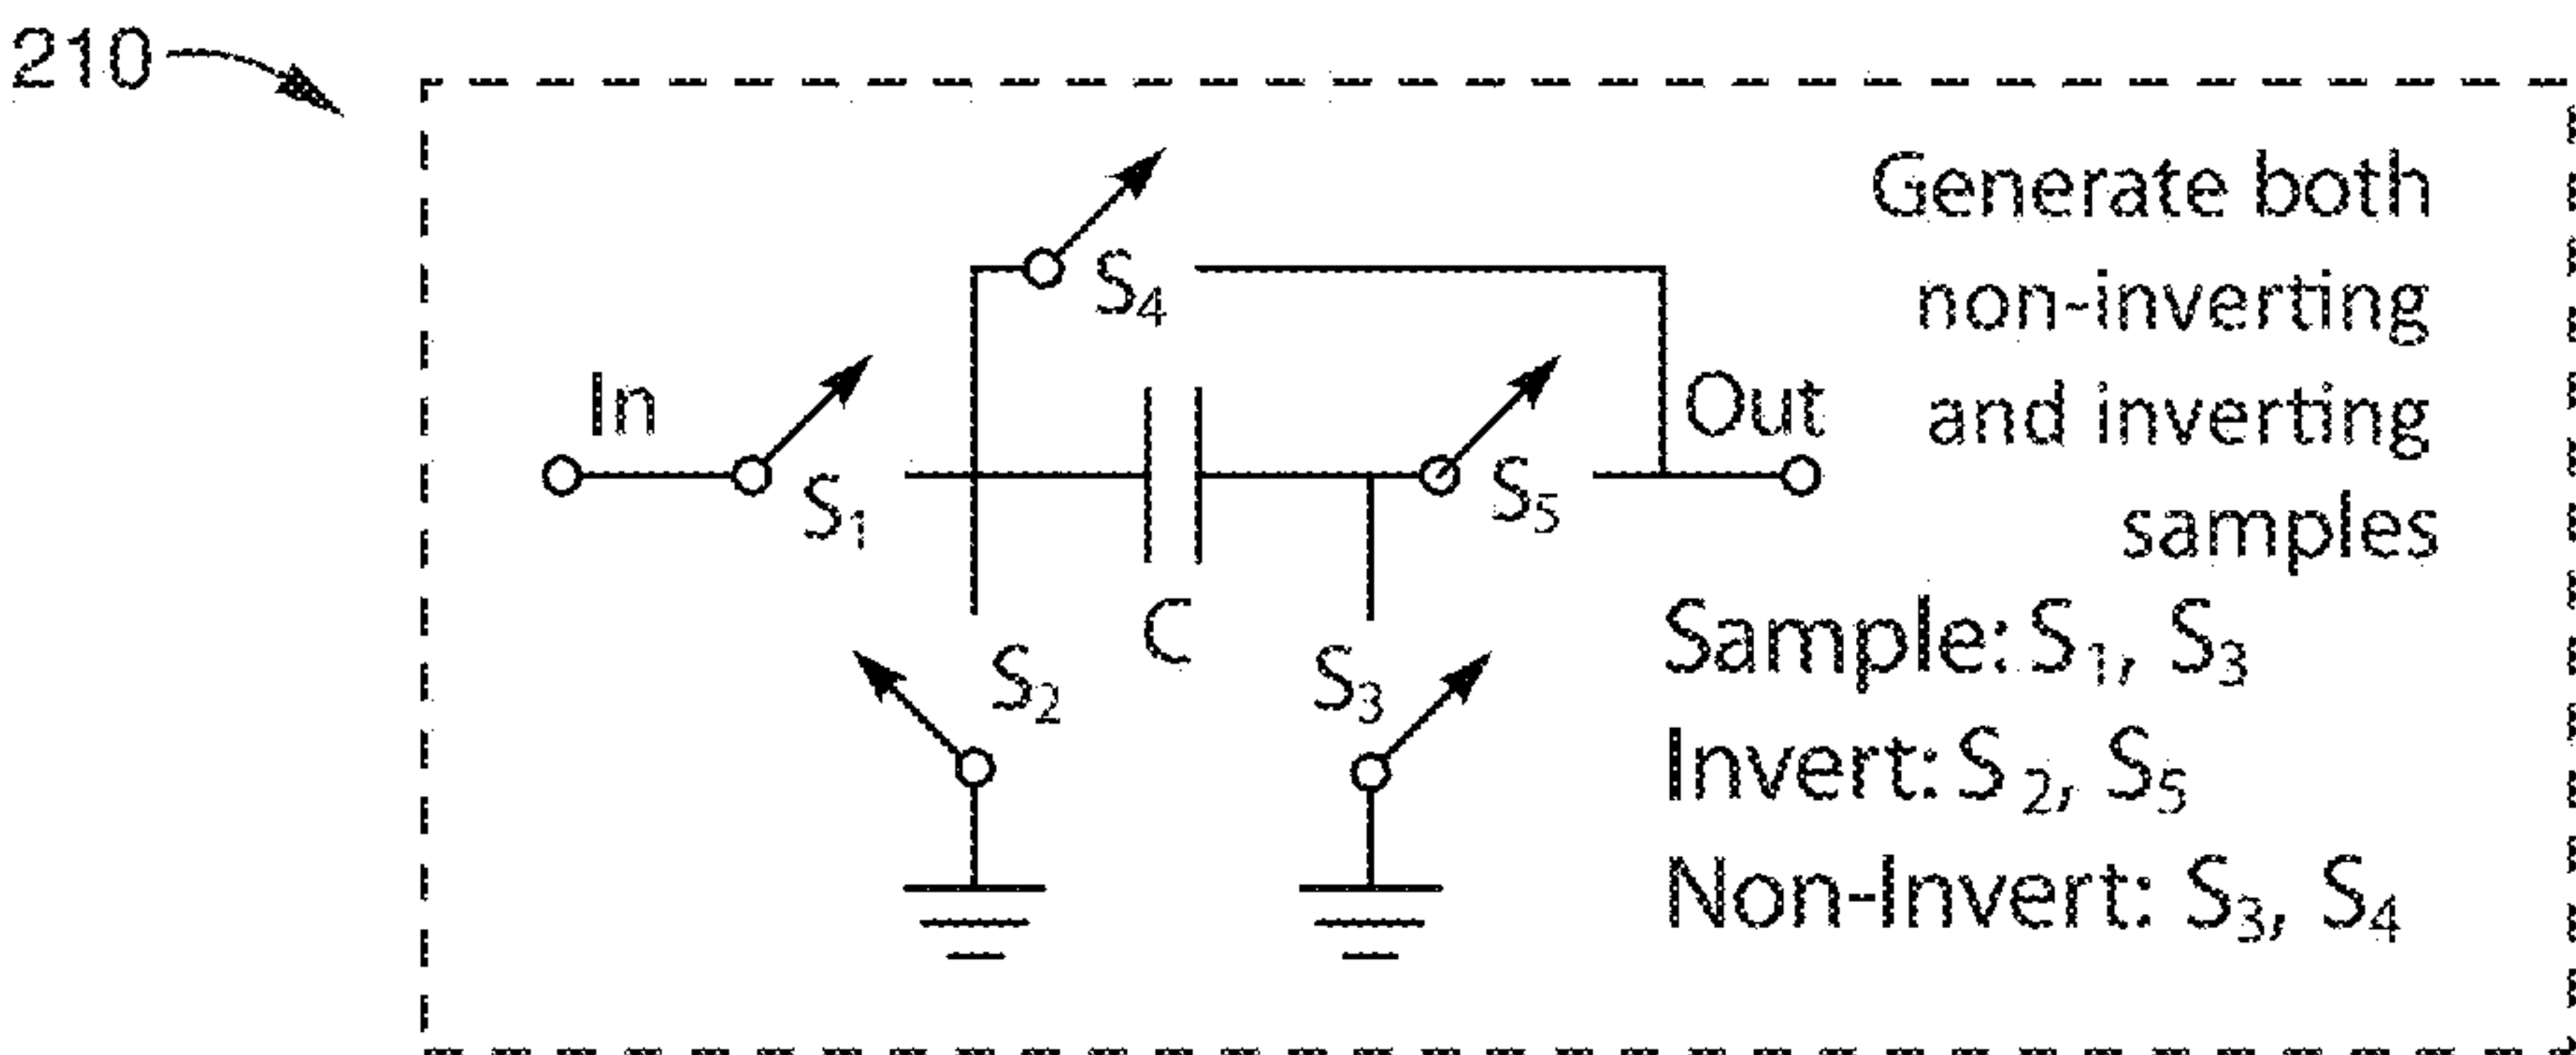 210
Generate both
non-inverting
and inverting
samples
S₄
In
Out
S₁
S₅
C
S₂
S₃
Sample: S₁, S₃
Invert: S₂, S₅
Non-Invert: S₃, S₄